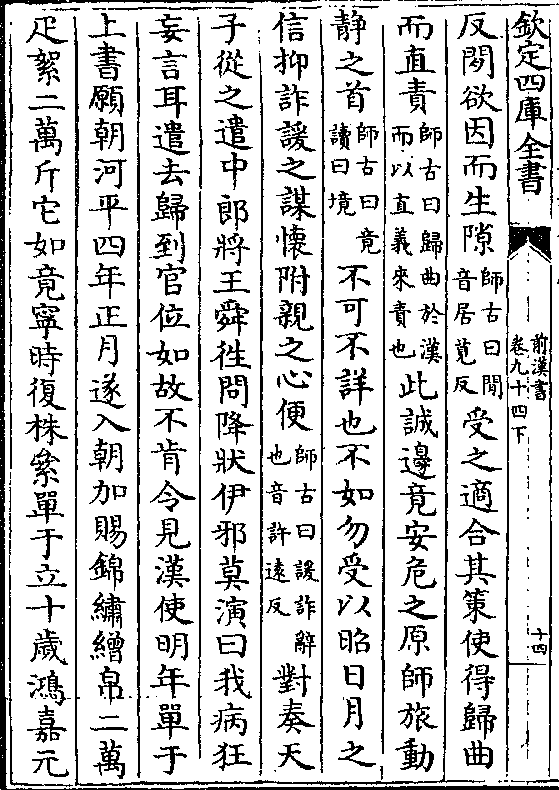 欽定四庫全書
前漢書
卷九十四下
十四
反閒欲因而生隙師古曰閒音居莧反受之適合其策使得歸曲
而直責師古曰歸曲於漢而以直義來責也此誠邊竟安危之原師旅動
静之首師古曰竟讀曰境不可不詳也不如勿受以昭日月之
信抑詐諼之謀懷附親之心便師古曰諼詐辭也音許遠反對奏天
子從之遣中郎將王舜徃問降狀伊邪莫演曰我病狂
妄言耳遣去歸到官位如故不肯令見漢使明年單于
上書願朝河平四年正月遂入朝加賜錦繡繒帛二萬
疋絮二萬斤它如竟寧時復株絫單于立十歲鴻嘉元